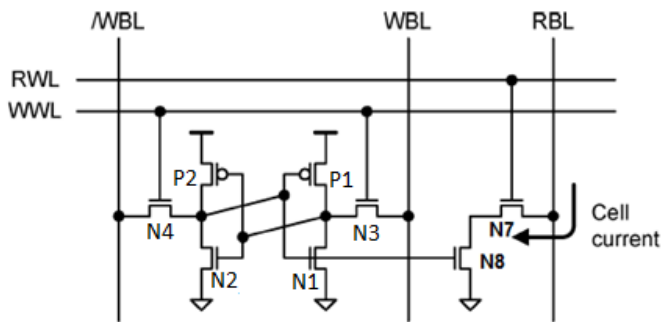 /WBL WBL RBL
RWL
WWL
P2 P1
N4 N3 N7 Cell
current
N2 N1 N8